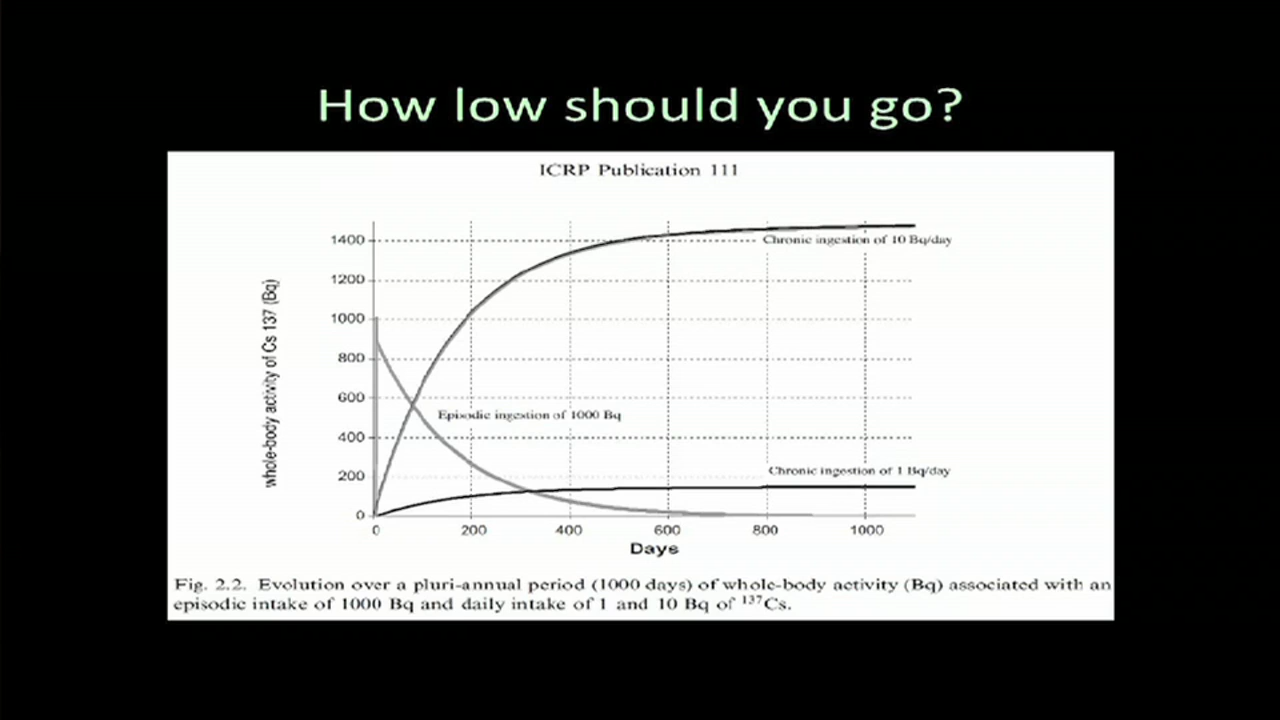 How low should you go?
ICRP Publication 111
whole-body activity of Cs 137 (Bq)
1400
1200
1000
800
600
400
200
0
Chronic ingestion of 10 Bq/day
Episodic ingestion of 1000 Bq
Chronic ingestion of 1 Bq/day
0 200 400 600 800 1000
Days
Fig. 2.2. Evolution over a pluri-annual period (1000 days) of whole-body activity (Bq) associated with an
episodic intake of 1000 Bq and daily intake of 1 and 10 Bq of ¹³⁷Cs.